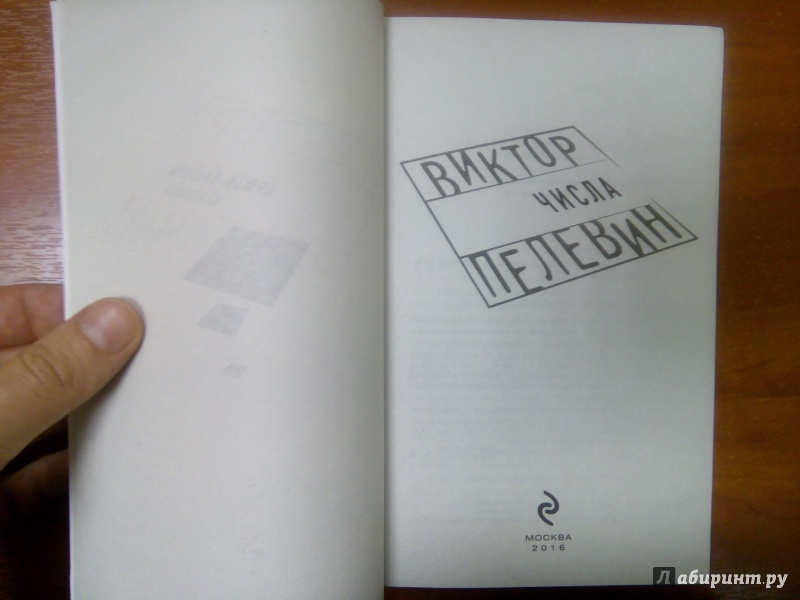 ВИКТОР
ЧИСЛА
ПЕЛЕВИН
МОСКВА
2016
Лабиринт.ру